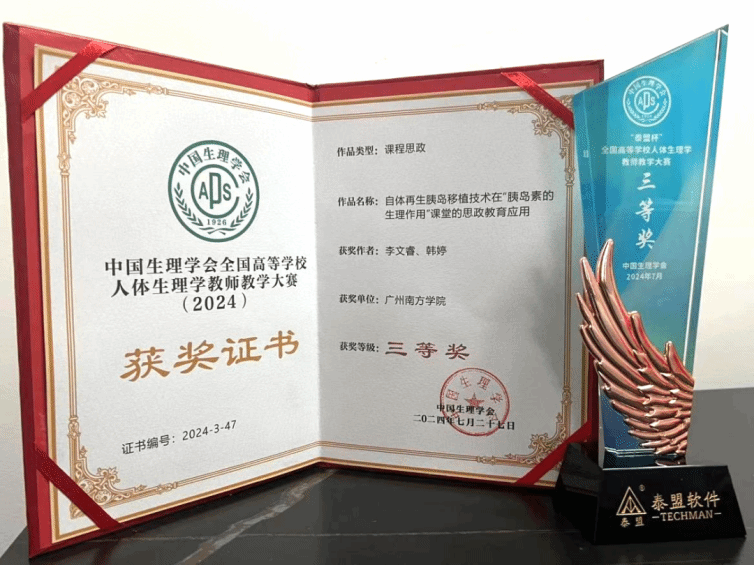 中国生理学会
APS
1926
中国生理学会全国高等学校
人体生理学教师教学大赛
（2024）
获奖证书
证书编号：2024-3-47
作品类型：课程思政
作品名称：自体再生胰岛移植技术在“胰岛素的
生理作用”课堂的思政教育应用
获奖作者：李文睿、韩婷
获奖单位：广州南方学院
获奖等级：三等奖
中国生理学会
二〇二四年七月二十七日
中国生理学会
APS
“泰盟杯”
全国高等学校人体生理学
教师教学大赛
三等奖
中国生理学会
2024年7月
泰盟
®
泰盟软件
TECHMAN